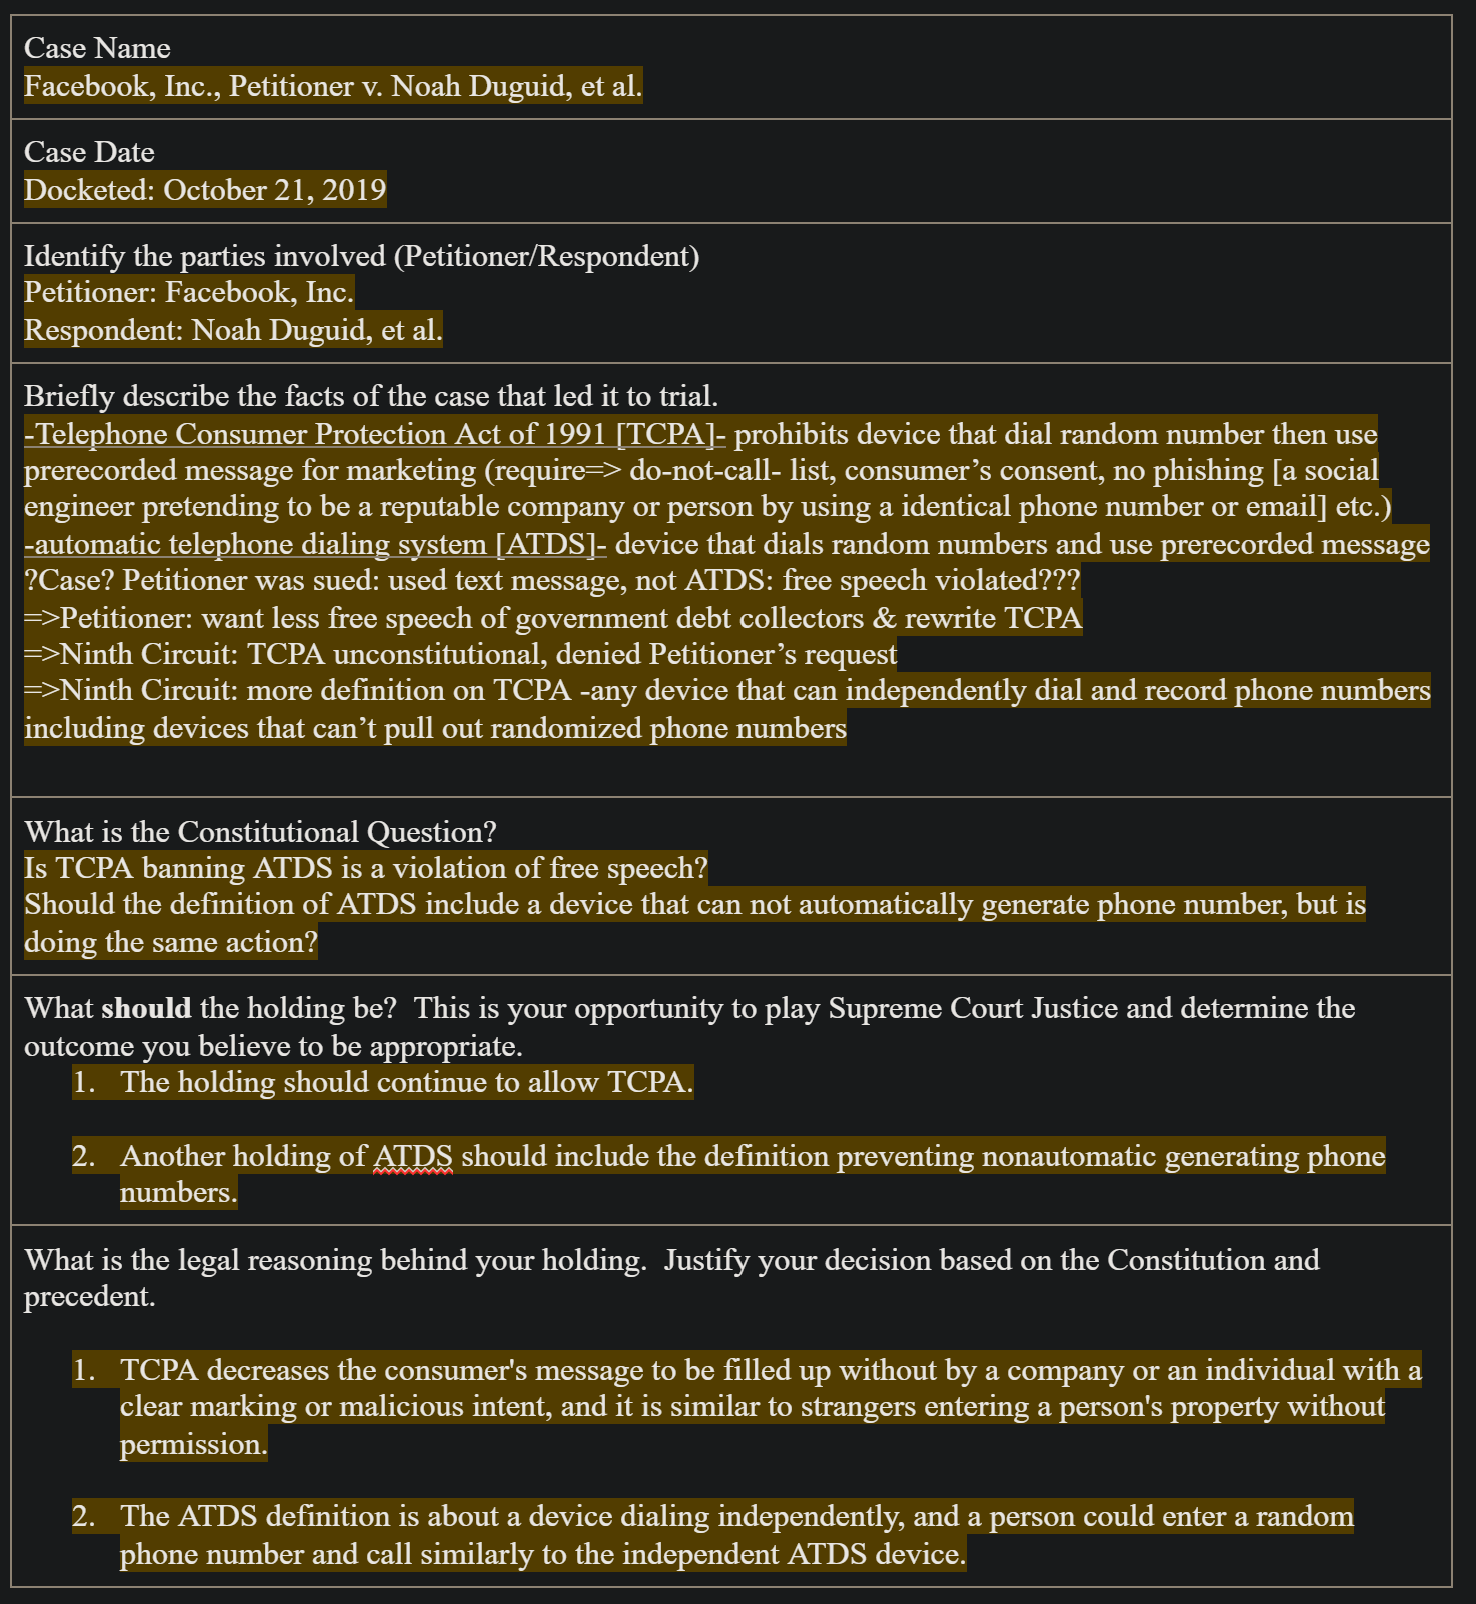 Case Name
Facebook, Inc., Petitioner v. Noah Duguid, et al.
Case Date
Docketed: October 21, 2019
Identify the parties involved (Petitioner/Respondent)
Petitioner: Facebook, Inc.
Respondent: Noah Duguid, et al.
Briefly describe the facts of the case that led it to trial.
-Telephone Consumer Protection Act of 1991 [TCPA]- prohibits device that dial random number then use
prerecorded message for marketing (require=> do-not-call- list, consumer’s consent, no phishing [a social
engineer pretending to be a reputable company or person by using a identical phone number or email] etc.)
-automatic telephone dialing system [ATDS]- device that dials random numbers and use prerecorded message
?Case? Petitioner was sued: used text message, not ATDS: free speech violated???
=>Petitioner: want less free speech of government debt collectors & rewrite TCPA
=>Ninth Circuit: TCPA unconstitutional, denied Petitioner’s request
=>Ninth Circuit: more definition on TCPA -any device that can independently dial and record phone numbers
including devices that can’t pull out randomized phone numbers
What is the Constitutional Question?
Is TCPA banning ATDS is a violation of free speech?
Should the definition of ATDS include a device that can not automatically generate phone number, but is
doing the same action?
What should the holding be?  This is your opportunity to play Supreme Court Justice and determine the
outcome you believe to be appropriate.
1. The holding should continue to allow TCPA.
2. Another holding of ATDS should include the definition preventing nonautomatic generating phone
numbers.
What is the legal reasoning behind your holding.  Justify your decision based on the Constitution and
precedent.
1. TCPA decreases the consumer's message to be filled up without by a company or an individual with a
clear marking or malicious intent, and it is similar to strangers entering a person's property without
permission.
2. The ATDS definition is about a device dialing independently, and a person could enter a random
phone number and call similarly to the independent ATDS device.